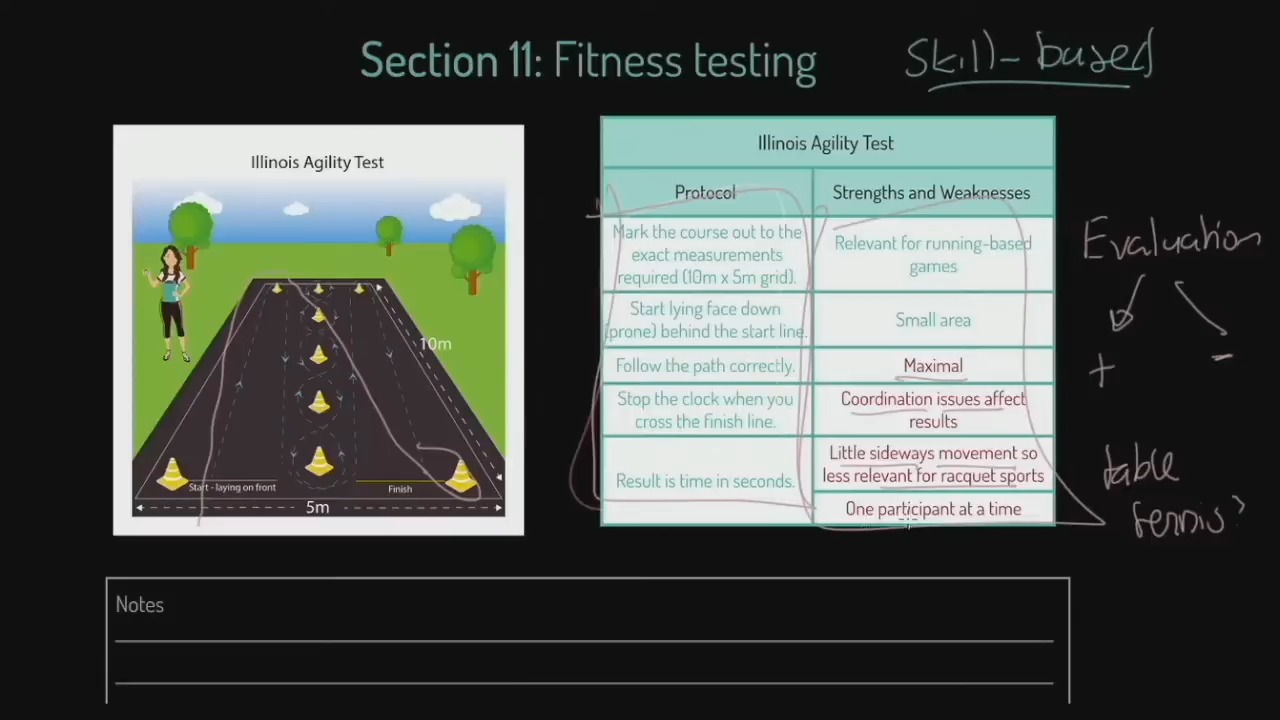 Section 11: Fitness testing
Skill-based
Illinois Agility Test
10m
Start - laying on front
Finish
5m
Illinois Agility Test
Protocol
Strengths and Weaknesses
Mark the course out to the
exact measurements
required (10m x 5m grid).
Relevant for running-based
games
Start lying face down
(prone) behind the start line.
Small area
Follow the path correctly.
Maximal
Stop the clock when you
cross the finish line.
Coordination issues affect
results
Result is time in seconds.
Little sideways movement so
less relevant for racquet sports
One participant at a time
Evaluation
+ -
table
tennis?
Notes